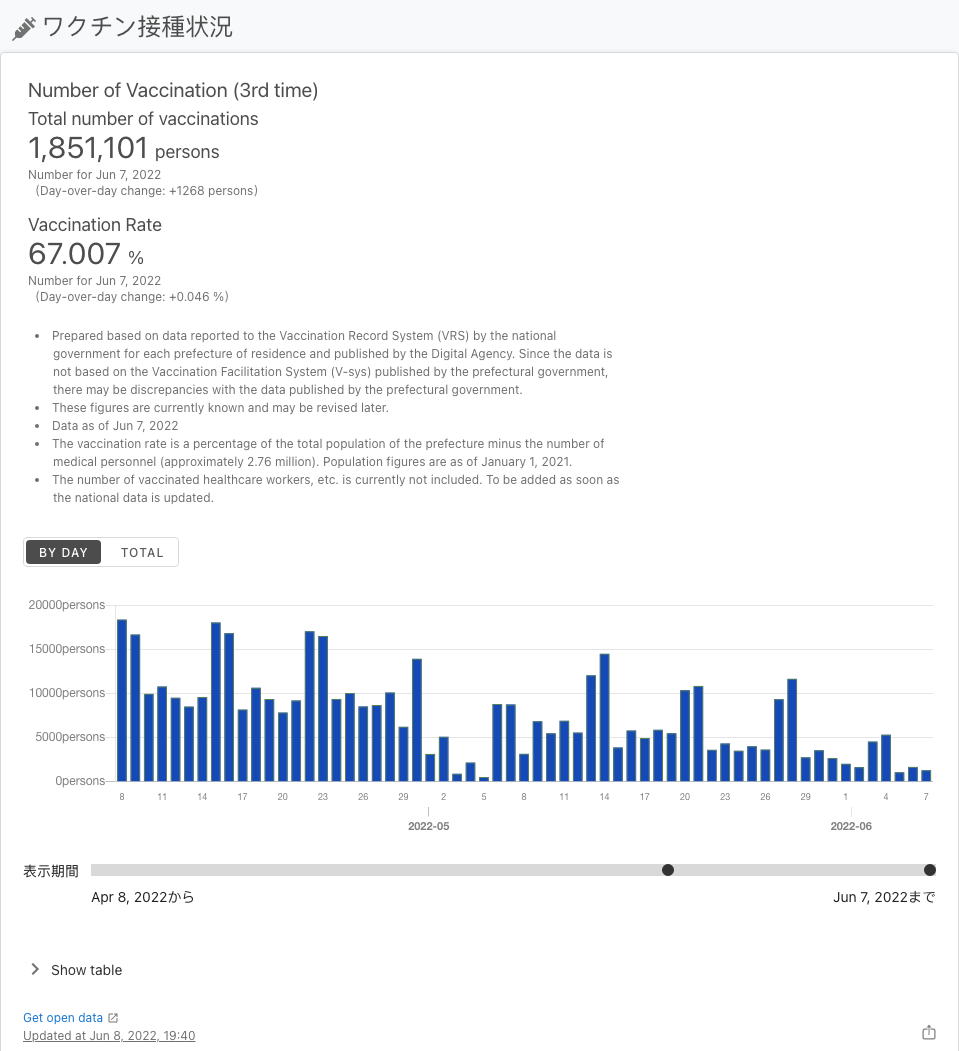 ワクチン接種状況
Number of Vaccination (3rd time)
Total number of vaccinations
1,851,101 persons
Number for Jun 7, 2022
(Day-over-day change: +1268 persons)
Vaccination Rate
67.007 %
Number for Jun 7, 2022
(Day-over-day change: +0.046 %)
• Prepared based on data reported to the Vaccination Record System (VRS) by the national
government for each prefecture of residence and published by the Digital Agency. Since the data is
not based on the Vaccination Facilitation System (V-sys) published by the prefectural government,
there may be discrepancies with the data published by the prefectural government.
• These figures are currently known and may be revised later.
• Data as of Jun 7, 2022
• The vaccination rate is a percentage of the total population of the prefecture minus the number of
medical personnel (approximately 2.76 million). Population figures are as of January 1, 2021.
• The number of vaccinated healthcare workers, etc. is currently not included. To be added as soon as
the national data is updated.
BY DAY TOTAL
20000persons
15000persons
10000persons
5000persons
0persons
8 11 14 17 20 23 26 29 2 5 8 11 14 17 20 23 26 29 1 4 7
2022-05 2022-06
表示期間
Apr 8, 2022から Jun 7, 2022まで
Show table
Get open data
Updated at Jun 8, 2022, 19:40